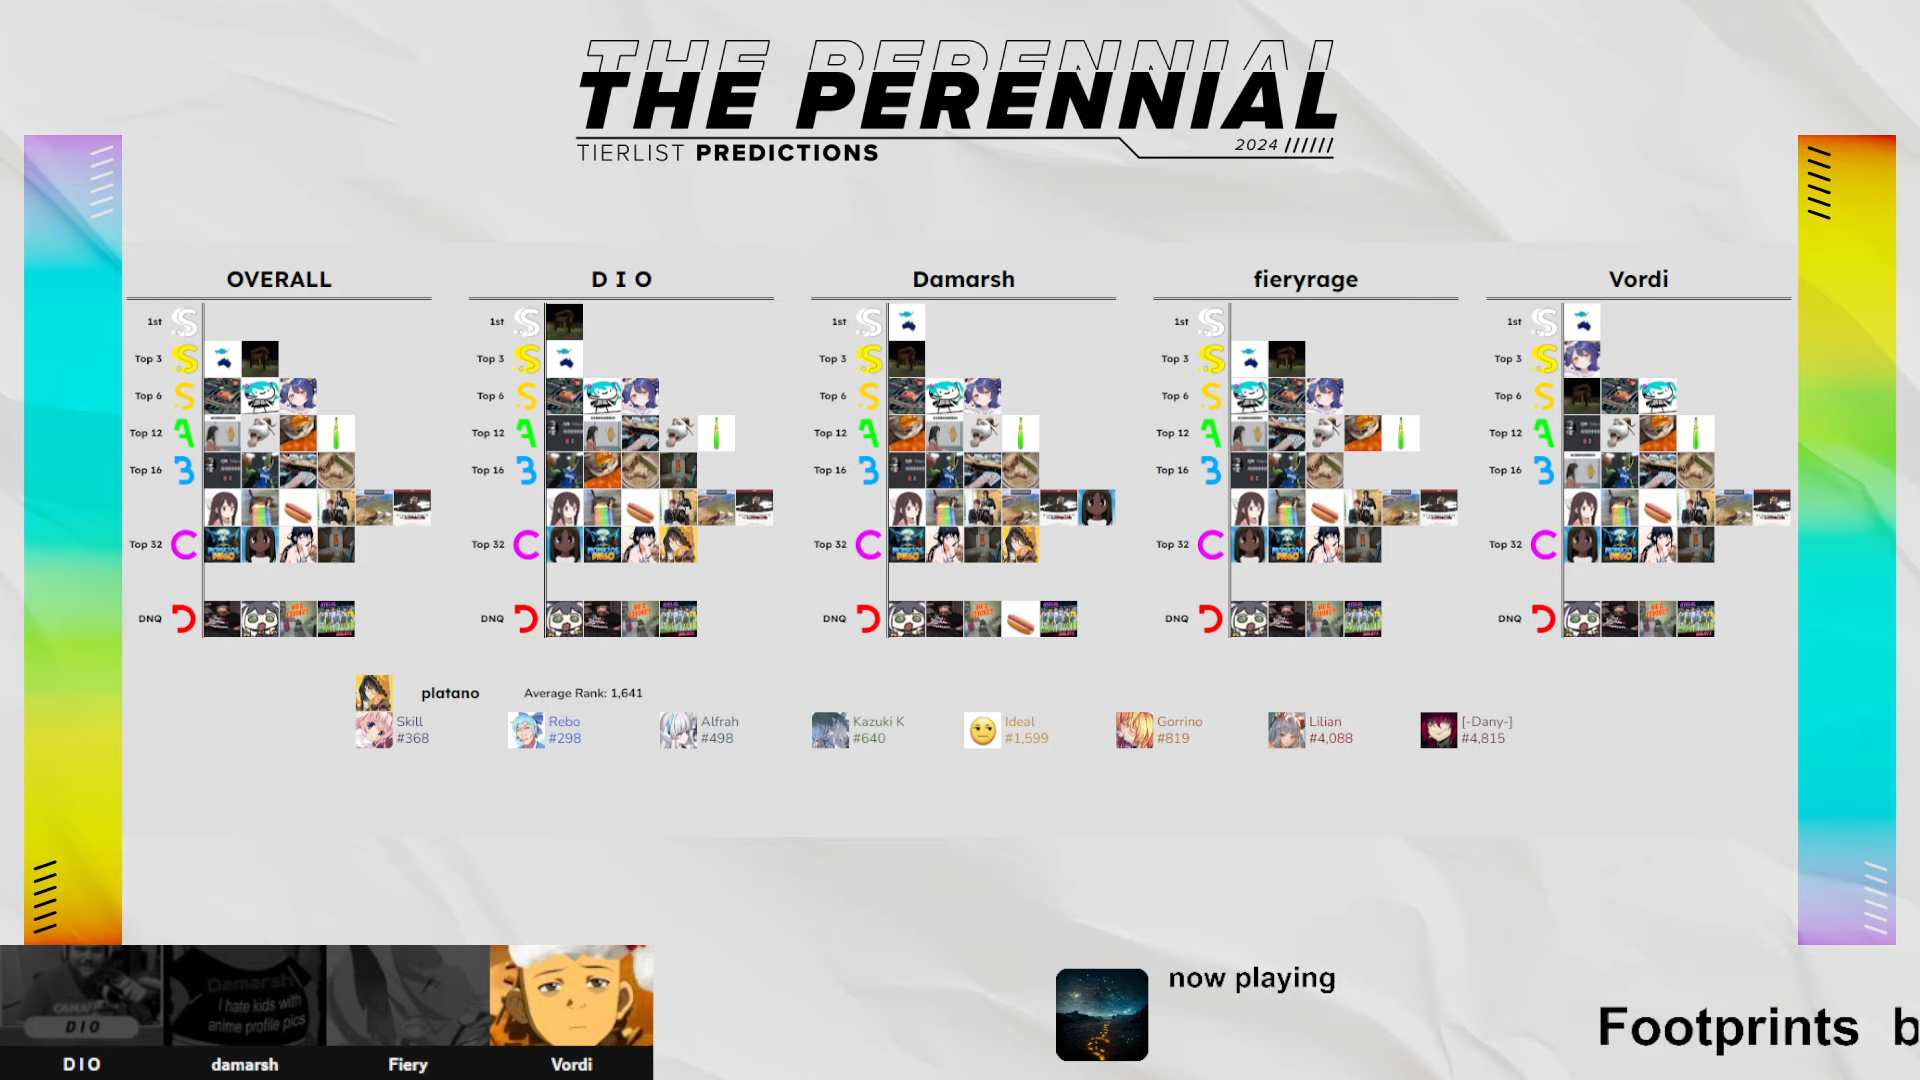 THE PERENNIAL
THE PERENNIAL
TIERLIST PREDICTIONS
2024 //////
OVERALL
D I O
Damarsh
fieryrage
Vordi
1st S
1st S
1st S
1st S
1st S
Top 3 S
Top 3 S
Top 3 S
Top 3 S
Top 3 S
Top 6 S
Top 6 S
Top 6 S
Top 6 S
Top 6 S
Top 12 A
Top 12 A
Top 12 A
Top 12 A
Top 12 A
Top 16 B
Top 16 B
Top 16 B
Top 16 B
Top 16 B
Top 32 C
Top 32 C
Top 32 C
Top 32 C
Top 32 C
DNQ D
DNQ D
DNQ D
DNQ D
DNQ D
platano
Average Rank: 1,641
Skill
#368
Rebo
#298
Alfrah
#498
Kazuki K
#640
Ideal
#1,599
Gorrino
#819
Lilian
#4,088
[-Dany-]
#4,815
DIO
Damarsh
I hate kids with
anime profile pics
DIO
damarsh
Fiery
Vordi
now playing
Footprints b